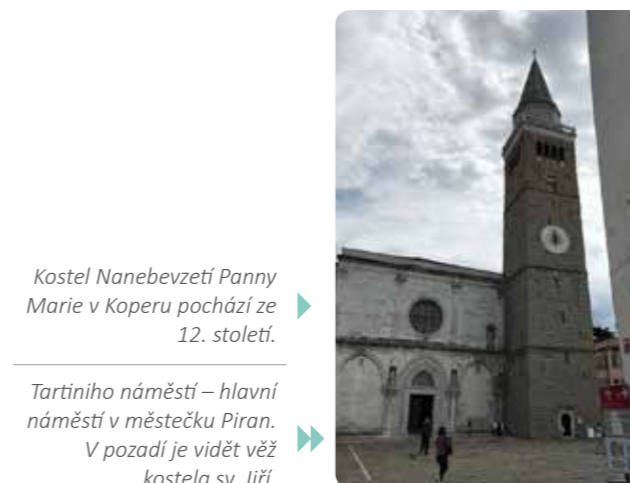 Kostel Nanebevzetí Panny
Marie v Koperu pochází ze
12. století.
Tartiniho náměstí – hlavní
náměstí v městečku Piran.
V pozadí je vidět věž
kostela sv. Jiří.